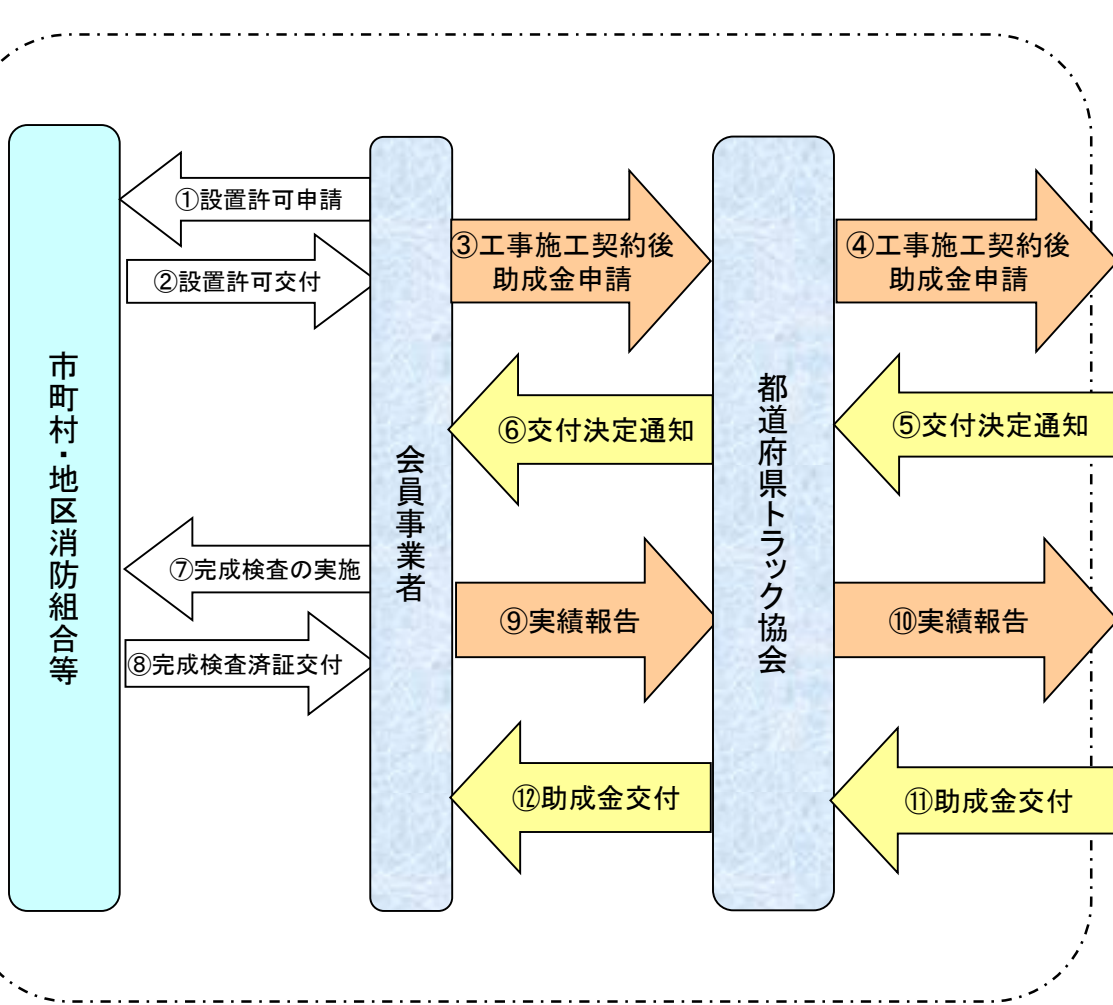 市町村・地区消防組合等
①設置許可申請
②設置許可交付
⑦完成検査の実施
⑧完成検査済証交付
会員事業者
③工事施工契約後
助成金申請
⑥交付決定通知
⑨実績報告
⑫助成金交付
都道府県トラック協会
④工事施工契約後
助成金申請
⑤交付決定通知
⑩実績報告
⑪助成金交付